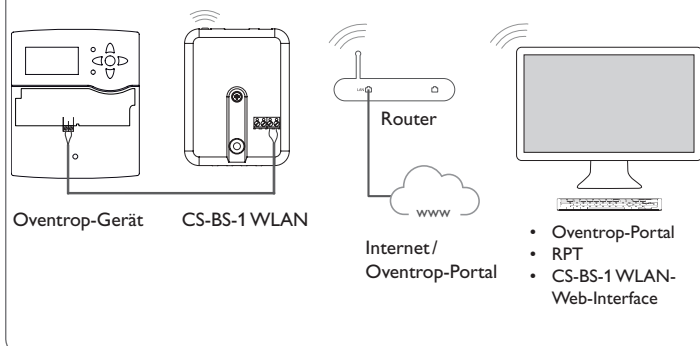 LAN
Router
www
Oventrop-Gerät
CS-BS-1 WLAN
Internet/
Oventrop-Portal
• Oventrop-Portal
• RPT
• CS-BS-1 WLAN-
Web-Interface